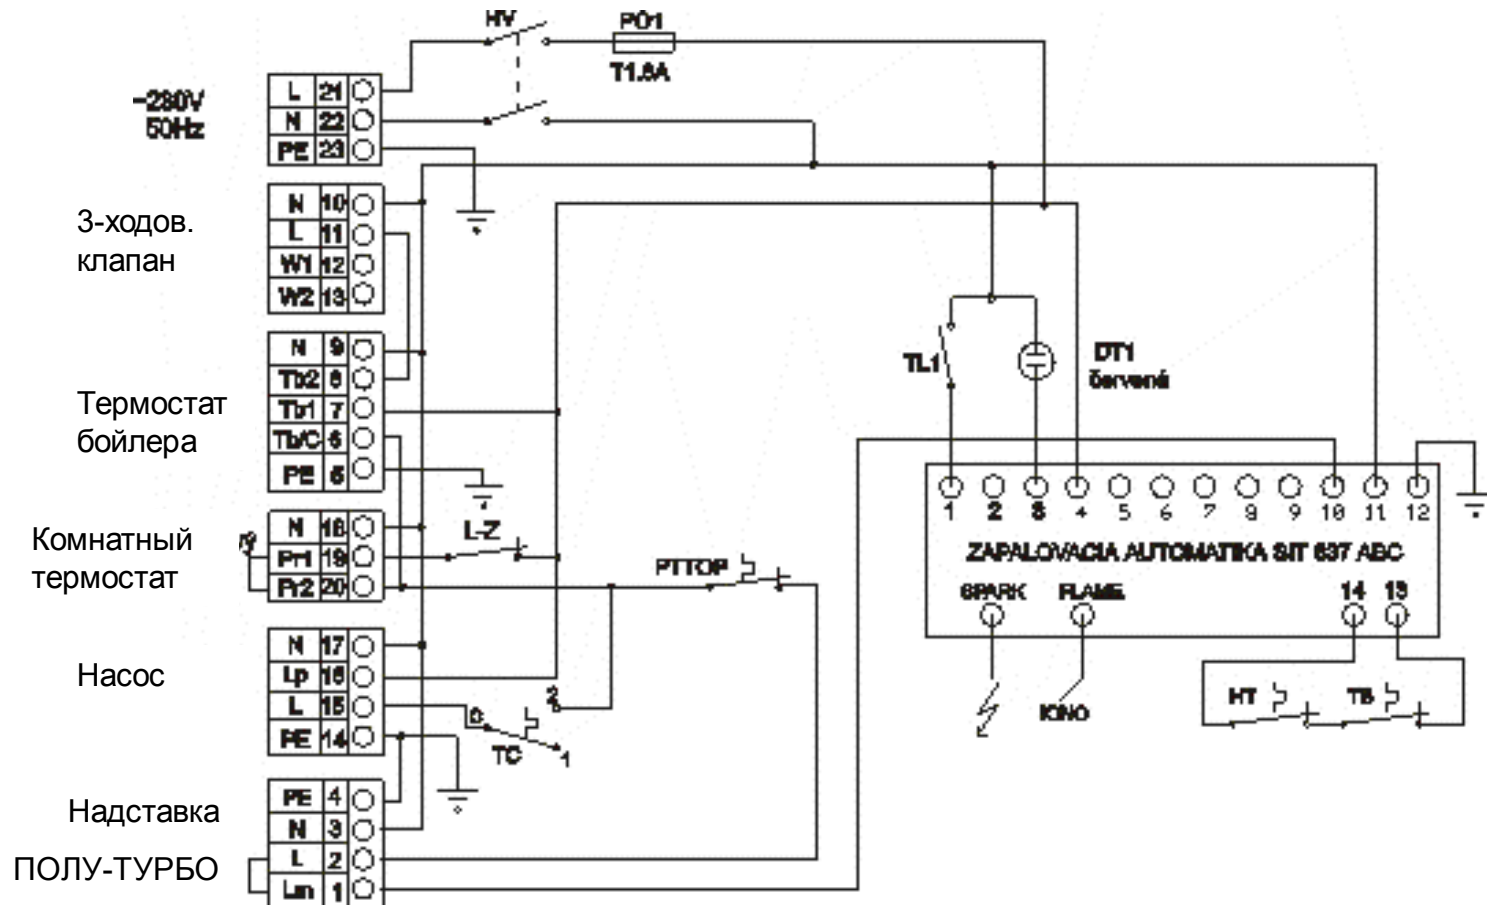 HV
PO1
T1.6A
~230V
50Hz
L 21
N 22
PE 23
3-ходов.
клапан
N 10
L 11
W1 12
W2 13
Термостат
бойлера
N 9
Tb2 8
Tb1 7
Tb/C 6
PE 5
TL1
DT1
červená
Комнатный
термостат
N 18
Pr1 19
Pr2 20
L-Z
PTTOP
1 2 3 4 5 6 7 8 9 10 11 12
ZAPALOVACIA AUTOMATIKA SIT 537 ABC
SPARK FLAME 14 13
Насос
N 17
Lp 16
L 15
PE 14
2
TC 1
IONO
HT TB
Надставка
ПОЛУ-ТУРБО
PE 4
N 3
L 2
Lm 1